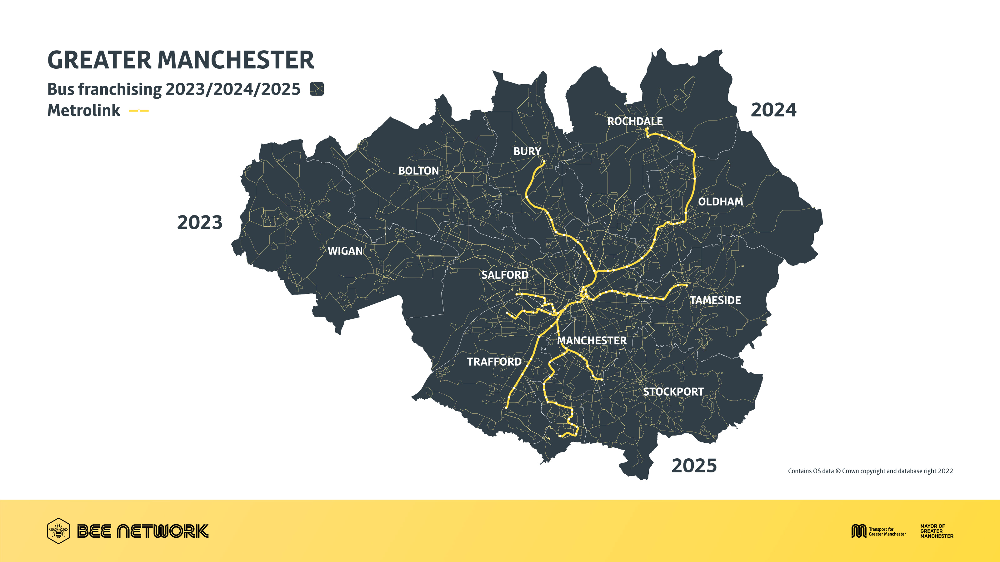 GREATER MANCHESTER
Bus franchising 2023/2024/2025
Metrolink
2024
ROCHDALE
BURY
BOLTON
OLDHAM
2023
WIGAN
SALFORD
TAMESIDE
MANCHESTER
TRAFFORD
STOCKPORT
2025
Contains OS data © Crown copyright and database right 2022
BEE NETWORK
Transport for
Greater Manchester
MAYOR OF
GREATER
MANCHESTER